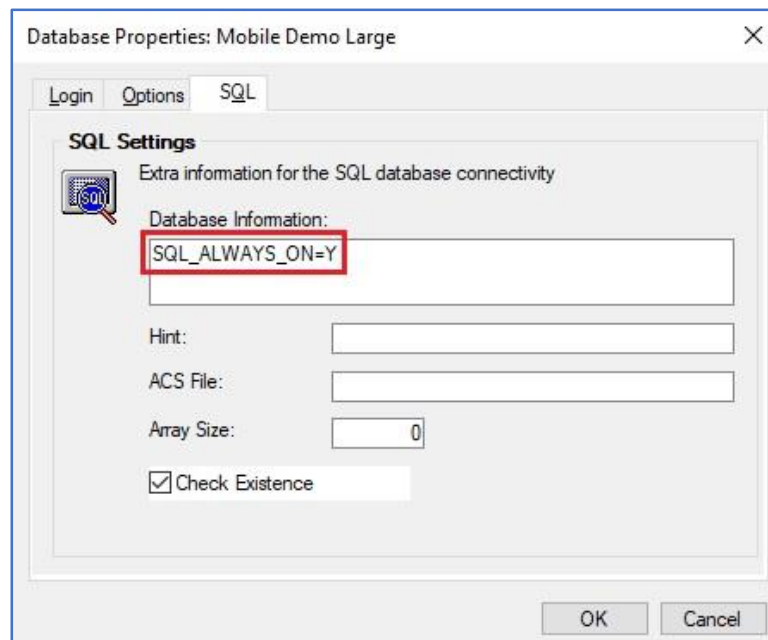 Database Properties: Mobile Demo Large
Login Options SQL
SQL Settings
SQL
Extra information for the SQL database connectivity
Database Information:
SQL_ALWAYS_ON=Y
Hint:
ACS File:
Array Size: 0
Check Existence
OK Cancel